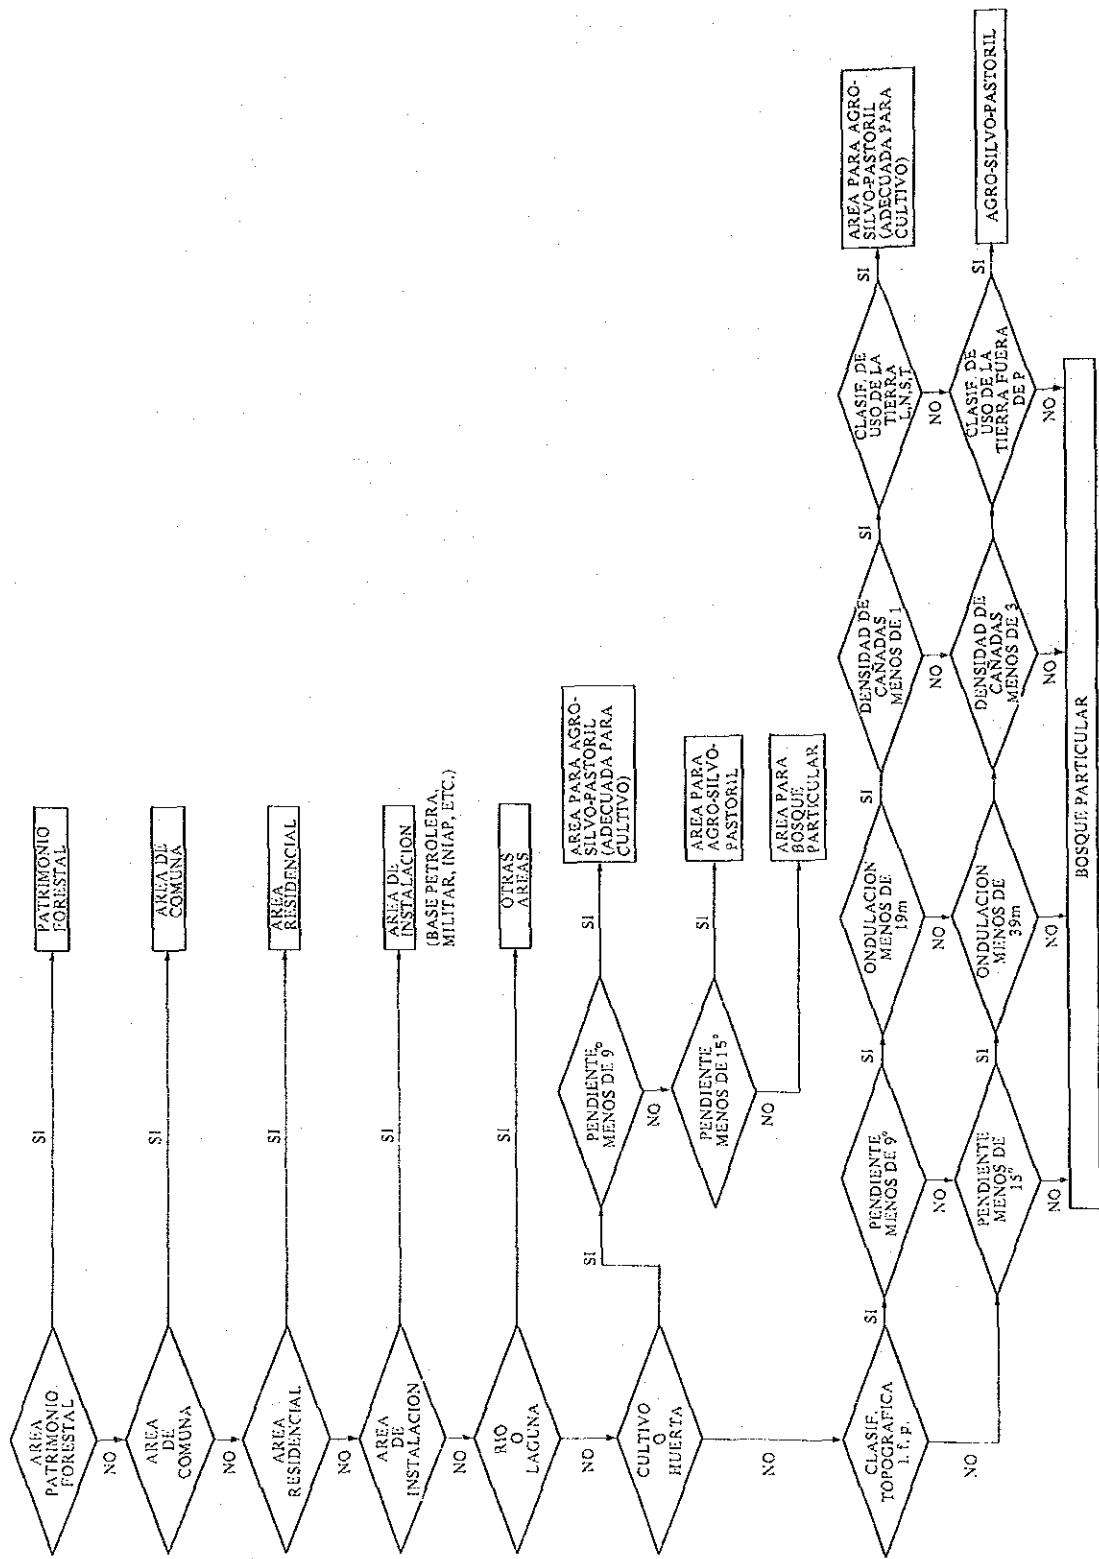 AREA
PATRIMONIO
FORESTAL
SI
PATRIMONIO
FORESTAL
NO
AREA
DE
COMUNA
SI
AREA DE
COMUNA
NO
AREA
RESIDENCIAL
SI
AREA
RESIDENCIAL
NO
AREA
DE
INSTALACION
SI
AREA DE
INSTALACION
(BASE PETROLERA,
MILITAR, INIAP, ETC.)
NO
RIO
O
LAGUNA
SI
OTRAS
AREAS
NO
CULTIVO
O
HUERTA
SI
PENDIENTE
MENOS DE 9°
SI
AREA PARA AGRO-
SILVO-PASTORIL
(ADECUADA PARA
CULTIVO)
NO
PENDIENTE
MENOS DE 15°
SI
AREA PARA
AGRO-SILVO-
PASTORIL
NO
AREA PARA
BOSQUE
PARTICULAR
NO
CLASIF.
TOPOGRAFICA
l. f. p.
SI
PENDIENTE
MENOS DE 9°
SI
ONDULACION
MENOS DE
19m
SI
DENSIDAD DE
CAÑADAS
MENOS DE 1
SI
CLASIF. DE
USO DE LA
TIERRA
L,N,S,T
SI
AREA PARA AGRO-
SILVO-PASTORIL
(ADECUADA PARA
CULTIVO)
NO
NO
NO
NO
NO
PENDIENTE
MENOS DE
15°
SI
ONDULACION
MENOS DE
39m
DENSIDAD DE
CAÑADAS
MENOS DE 3
CLASIF. DE
USO DE LA
TIERRA FUERA
DE P
SI
AGRO-SILVO-PASTORIL
NO
NO
NO
NO
BOSQUE PARTICULAR